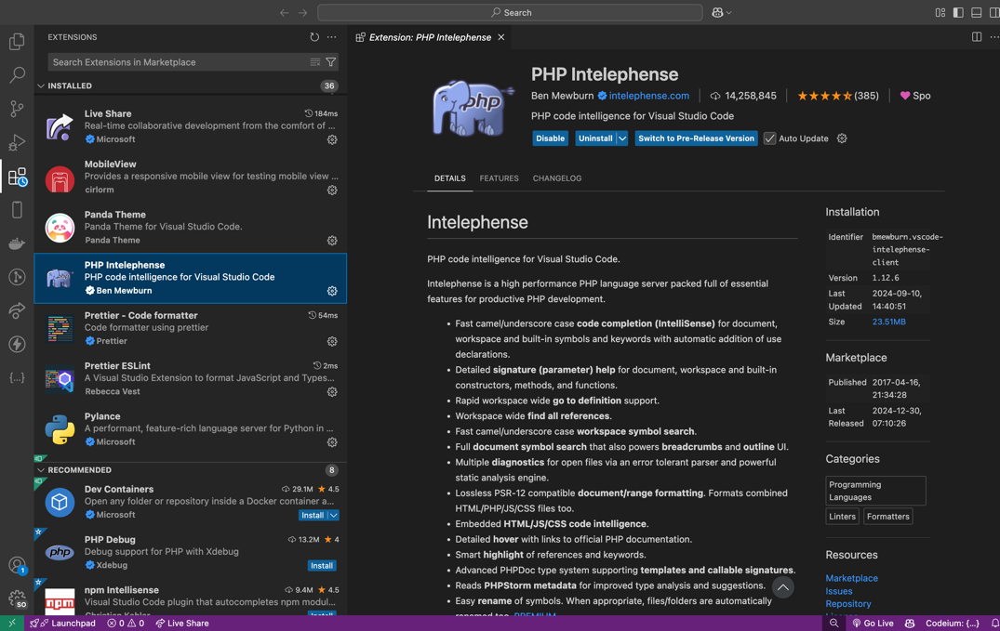 Search
EXTENSIONS
Search Extensions in Marketplace
INSTALLED 36
Live Share 184ms
Real-time collaborative development from the comfort of ...
Microsoft
MobileView
Provides a responsive mobile view for testing mobile view ...
cirlorm
Panda Theme
Panda Theme for Visual Studio Code.
Panda Theme
PHP Intelephense
PHP code intelligence for Visual Studio Code
Ben Mewburn
Prettier - Code formatter 54ms
Code formatter using prettier
Prettier
Prettier ESLint 2ms
A Visual Studio Extension to format JavaScript and Types...
Rebecca Vest
Pylance
A performant, feature-rich language server for Python in ...
Microsoft
RECOMMENDED 8
Dev Containers 29.1M 4.5
Open any folder or repository inside a Docker container a...
Microsoft Install
PHP Debug 13.2M 4
Debug support for PHP with Xdebug
Xdebug Install
npm Intellisense 9.4M 4.5
Visual Studio Code plugin that autocompletes npm modul...
Christian Kohler Install
php
npm
1
SO
Extension: PHP Intelephense
php
PHP Intelephense
Ben Mewburn intelephense.com 14,258,845 (385) Spo
PHP code intelligence for Visual Studio Code
Disable Uninstall Switch to Pre-Release Version Auto Update
DETAILS FEATURES CHANGELOG
Intelephense
PHP code intelligence for Visual Studio Code.
Intelephense is a high performance PHP language server packed full of essential
features for productive PHP development.
• Fast camel/underscore case code completion (IntelliSense) for document,
workspace and built-in symbols and keywords with automatic addition of use
declarations.
• Detailed signature (parameter) help for document, workspace and built-in
constructors, methods, and functions.
• Rapid workspace wide go to definition support.
• Workspace wide find all references.
• Fast camel/underscore case workspace symbol search.
• Full document symbol search that also powers breadcrumbs and outline UI.
• Multiple diagnostics for open files via an error tolerant parser and powerful
static analysis engine.
• Lossless PSR-12 compatible document/range formatting. Formats combined
HTML/PHP/JS/CSS files too.
• Embedded HTML/JS/CSS code intelligence.
• Detailed hover with links to official PHP documentation.
• Smart highlight of references and keywords.
• Advanced PHPDoc type system supporting templates and callable signatures.
• Reads PHPStorm metadata for improved type analysis and suggestions.
• Easy rename of symbols. When appropriate, files/folders are automatically
renamed too. PREMIUM
Installation
Identifier bmewburn.vscode-
intelephense-
client
Version 1.12.6
Last 2024-09-10,
Updated 14:40:51
Size 23.51MB
Marketplace
Published 2017-04-16,
21:34:28
Last 2024-12-30,
Released 07:10:26
Categories
Programming
Languages
Linters Formatters
Resources
Marketplace
Issues
Repository
Launchpad 0 0 Live Share Go Live Codeium: {...}